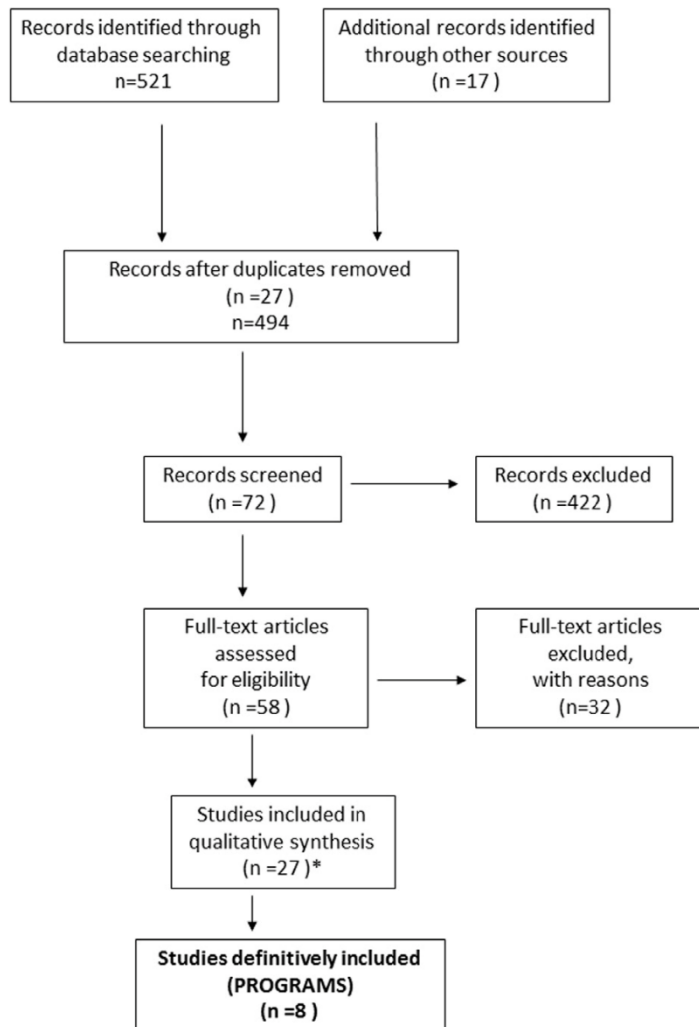 Records identified through
database searching
n=521
Additional records identified
through other sources
(n =17 )
Records after duplicates removed
(n =27 )
n=494
Records screened
(n =72 )
Records excluded
(n =422 )
Full-text articles
assessed
for eligibility
(n =58 )
Full-text articles
excluded,
with reasons
(n=32 )
Studies included in
qualitative synthesis
(n =27 )*
Studies definitively included
(PROGRAMS)
(n =8 )